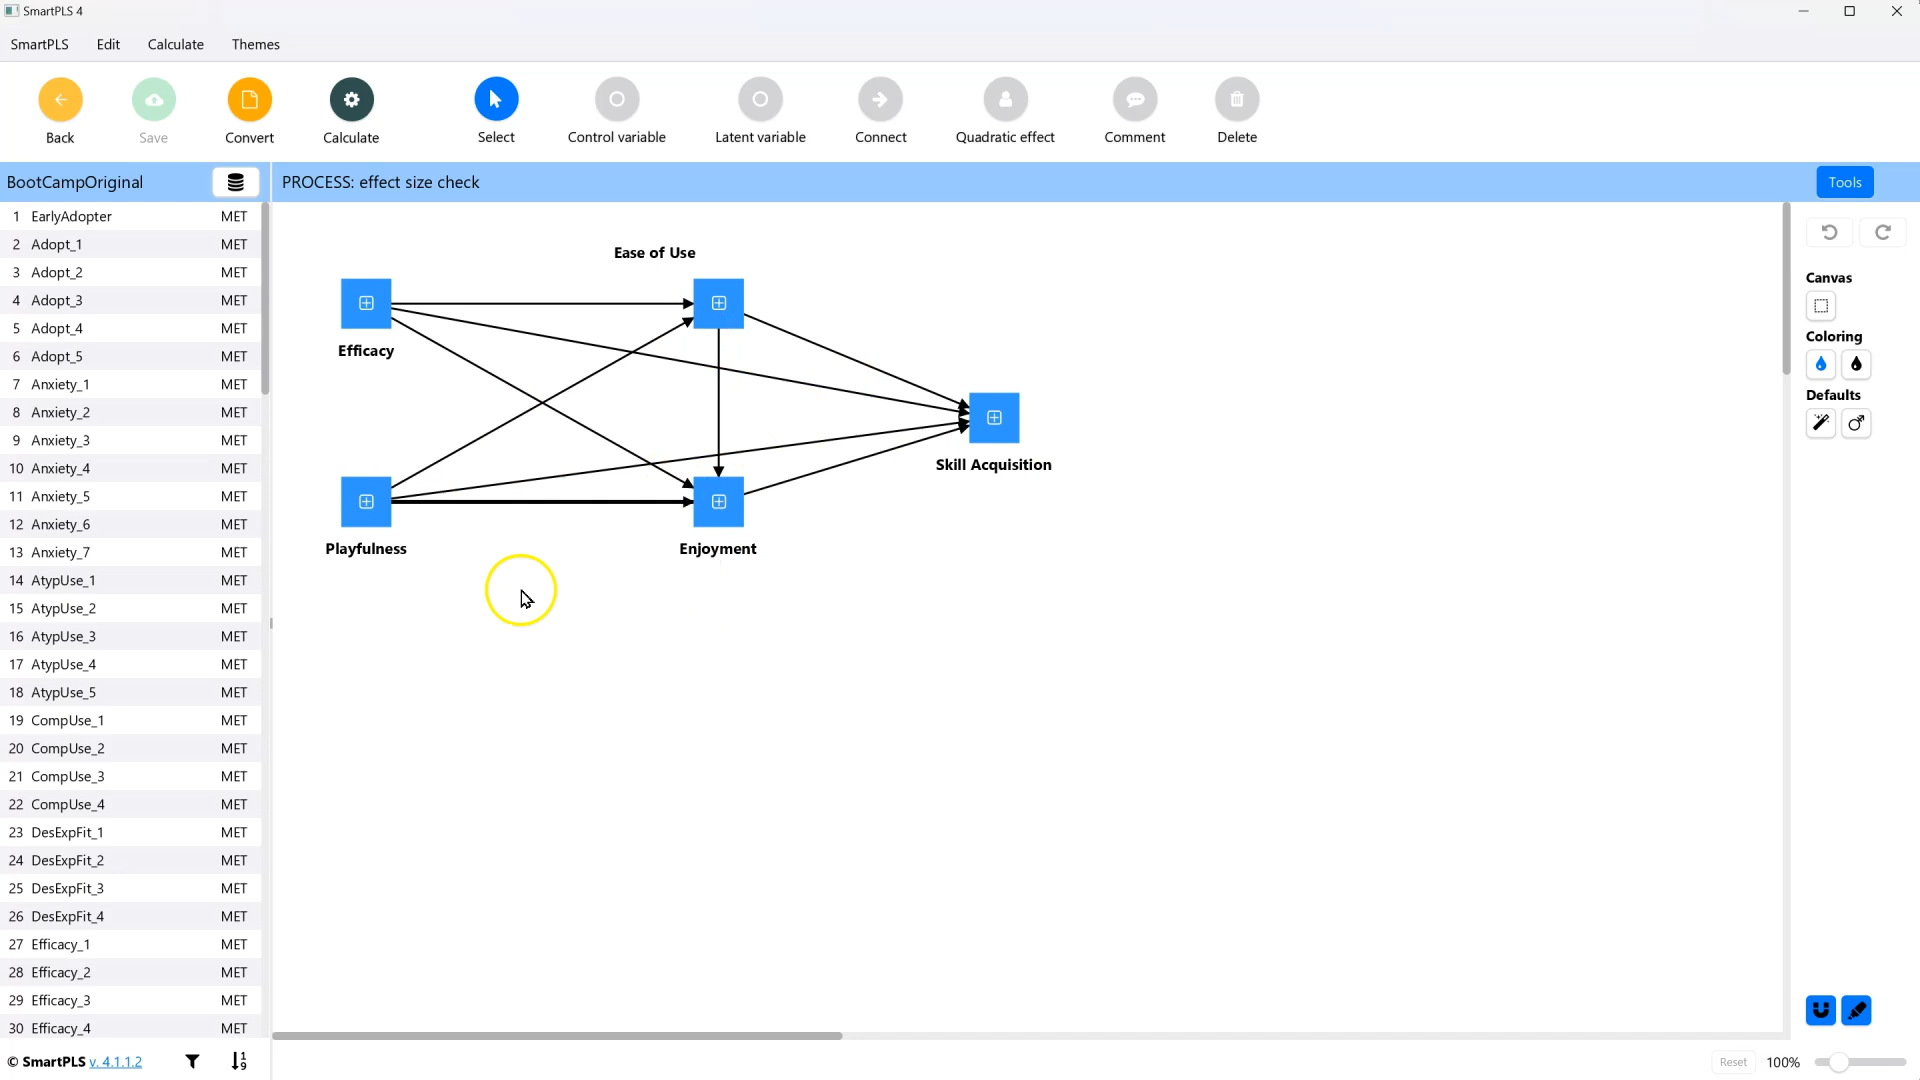 SmartPLS 4
SmartPLS Edit Calculate Themes
Back Save Convert Calculate Select Control variable Latent variable Connect Quadratic effect Comment Delete
BootCampOriginal
PROCESS: effect size check
Tools
1 EarlyAdopter MET
2 Adopt_1 MET
3 Adopt_2 MET
4 Adopt_3 MET
5 Adopt_4 MET
6 Adopt_5 MET
7 Anxiety_1 MET
8 Anxiety_2 MET
9 Anxiety_3 MET
10 Anxiety_4 MET
11 Anxiety_5 MET
12 Anxiety_6 MET
13 Anxiety_7 MET
14 AtypUse_1 MET
15 AtypUse_2 MET
16 AtypUse_3 MET
17 AtypUse_4 MET
18 AtypUse_5 MET
19 CompUse_1 MET
20 CompUse_2 MET
21 CompUse_3 MET
22 CompUse_4 MET
23 DesExpFit_1 MET
24 DesExpFit_2 MET
25 DesExpFit_3 MET
26 DesExpFit_4 MET
27 Efficacy_1 MET
28 Efficacy_2 MET
29 Efficacy_3 MET
30 Efficacy_4 MET
Ease of Use
Efficacy
Skill Acquisition
Playfulness
Enjoyment
Canvas
Coloring
Defaults
© SmartPLS v. 4.1.1.2
1
9
Reset 100%